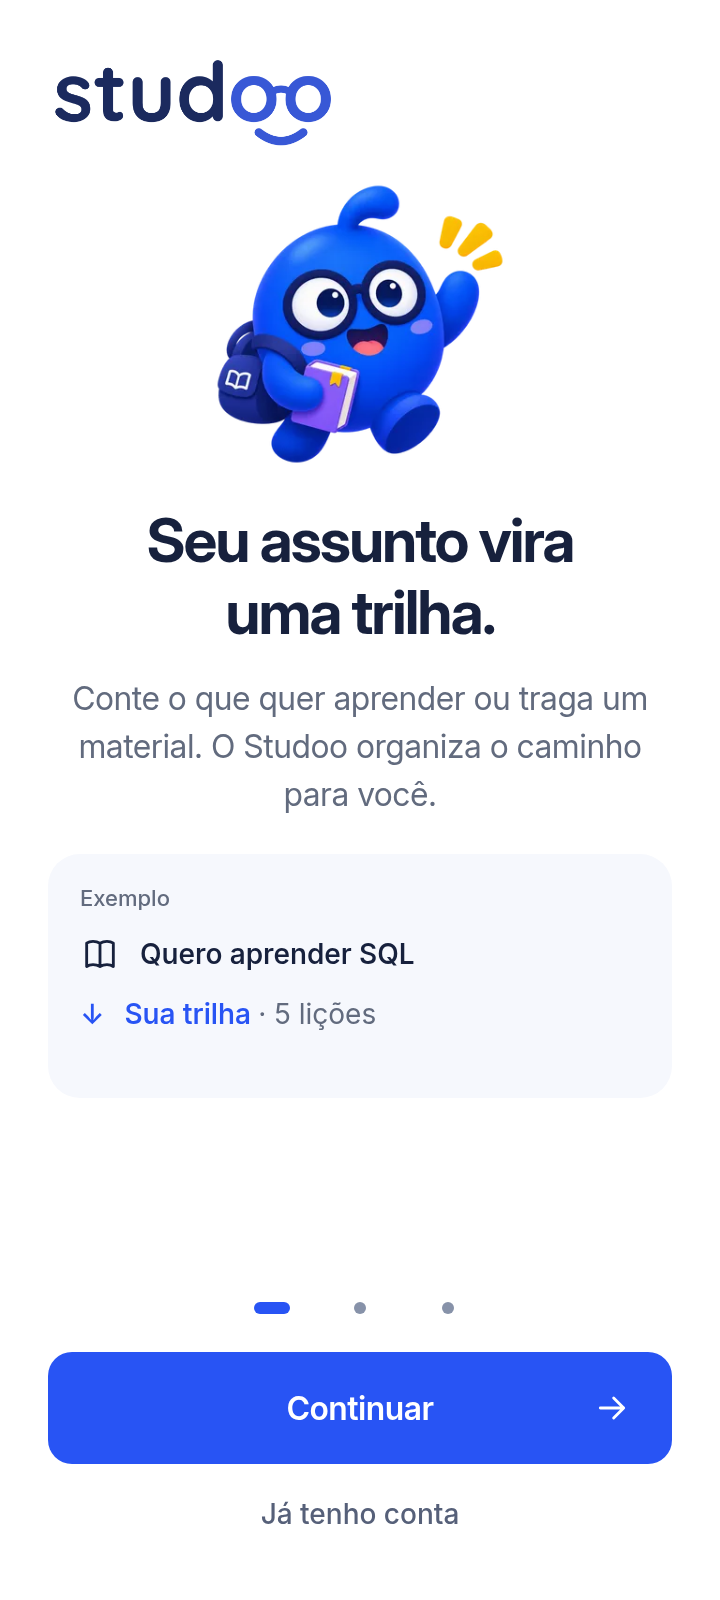 studoo
Seu assunto vira
uma trilha.
Conte o que quer aprender ou traga um
material. O Studoo organiza o caminho
para você.
Exemplo
Quero aprender SQL
↓ Sua trilha · 5 lições
Continuar →
Já tenho conta